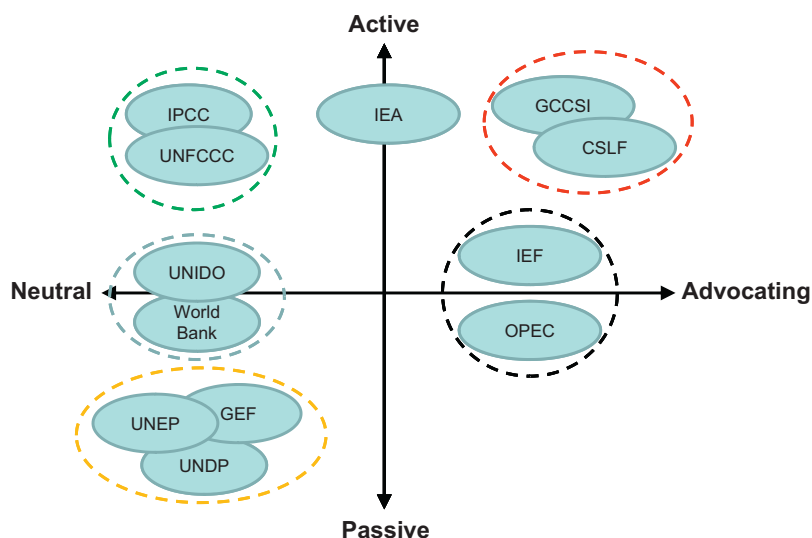 Active
IPCC
UNFCCC
IEA
GCCSI
CSLF
UNIDO
World
Bank
IEF
OPEC
Neutral
Advocating
UNEP
GEF
UNDP
Passive